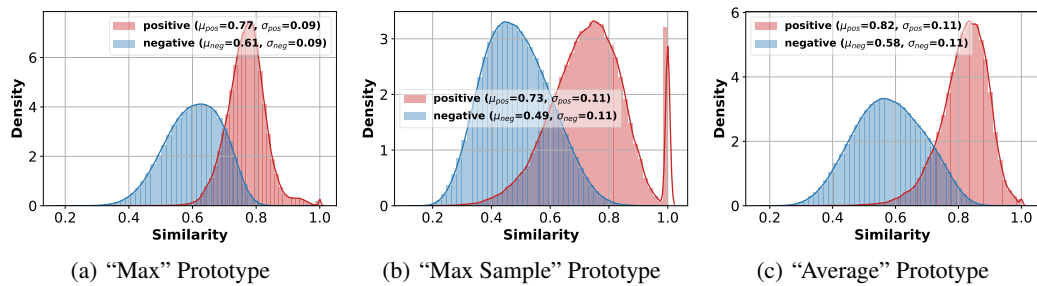 positive (μpos=0.77, σpos=0.09)
negative (μneg=0.61, σneg=0.09)
Density
6
4
2
0
0.2 0.4 0.6 0.8 1.0
Similarity
(a) “Max” Prototype
positive (μpos=0.73, σpos=0.11)
negative (μneg=0.49, σneg=0.11)
Density
3
2
1
0
0.2 0.4 0.6 0.8 1.0
Similarity
(b) “Max Sample” Prototype
positive (μpos=0.82, σpos=0.11)
negative (μneg=0.58, σneg=0.11)
Density
6
4
2
0
0.2 0.4 0.6 0.8 1.0
Similarity
(c) “Average” Prototype